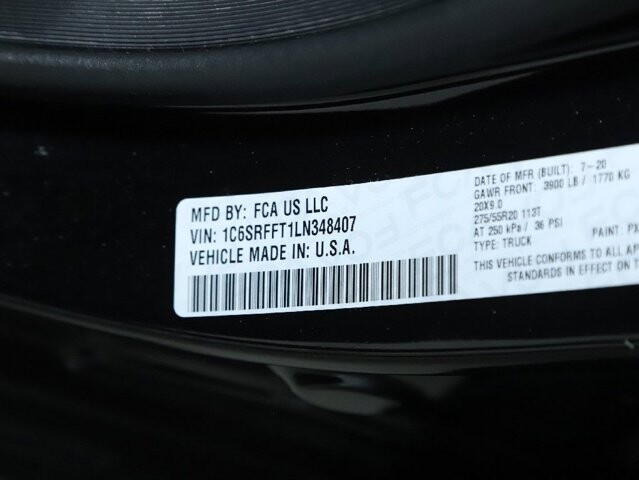 MFD BY: FCA US LLC
VIN: 1C6SRFFT1LN348407
VEHICLE MADE IN: U.S.A.
DATE OF MFR (BUILT): 7-20
GAWR FRONT: 3900 LB / 1770 KG
20X9.0
275/55R20 113T
AT 250 kPa / 36 PSI
TYPE: TRUCK
PAINT: PX
THIS VEHICLE CONFORMS TO ALL
STANDARDS IN EFFECT ON